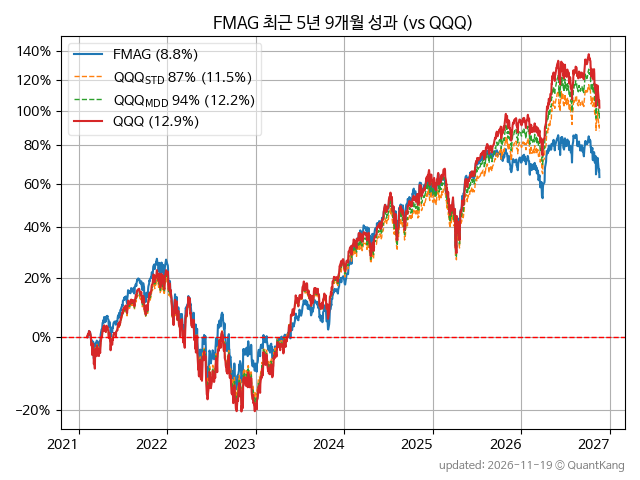 FMAG 최근 5년 9개월 성과 (vs QQQ)
FMAG (8.8%)
QQQSTD 87% (11.5%)
QQQMDD 94% (12.2%)
QQQ (12.9%)
140%
120%
100%
80%
60%
40%
20%
0%
−20%
2021 2022 2023 2024 2025 2026 2027
updated: 2026-11-19 © QuantKang